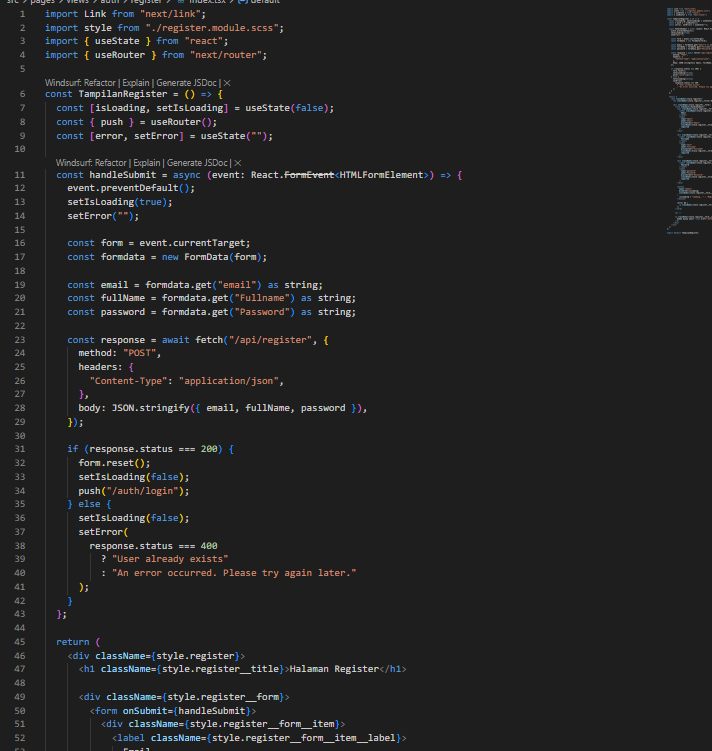 src > pages > views > auth > register > index.tsx > default
1 import Link from "next/link";
2 import style from "./register.module.scss";
3 import { useState } from "react";
4 import { useRouter } from "next/router";
5
Windsurf: Refactor | Explain | Generate JSDoc | ×
6 const TampilanRegister = () => {
7 const [isLoading, setIsLoading] = useState(false);
8 const { push } = useRouter();
9 const [error, setError] = useState("");
10
Windsurf: Refactor | Explain | Generate JSDoc | ×
11 const handleSubmit = async (event: React.FormEvent<HTMLFormElement>) => {
12 event.preventDefault();
13 setIsLoading(true);
14 setError("");
15
16 const form = event.currentTarget;
17 const formdata = new FormData(form);
18
19 const email = formdata.get("email") as string;
20 const fullName = formdata.get("Fullname") as string;
21 const password = formdata.get("Password") as string;
22
23 const response = await fetch("/api/register", {
24 method: "POST",
25 headers: {
26 "Content-Type": "application/json",
27 },
28 body: JSON.stringify({ email, fullName, password }),
29 });
30
31 if (response.status === 200) {
32 form.reset();
33 setIsLoading(false);
34 push("/auth/login");
35 } else {
36 setIsLoading(false);
37 setError(
38 response.status === 400
39 ? "User already exists"
40 : "An error occurred. Please try again later."
41 );
42 }
43 };
44
45 return (
46 <div className={style.register}>
47 <h1 className={style.register__title}>Halaman Register</h1>
48
49 <div className={style.register__form}>
50 <form onSubmit={handleSubmit}>
51 <div className={style.register__form__item}>
52 <label className={style.register__form__item__label}>
53 Email